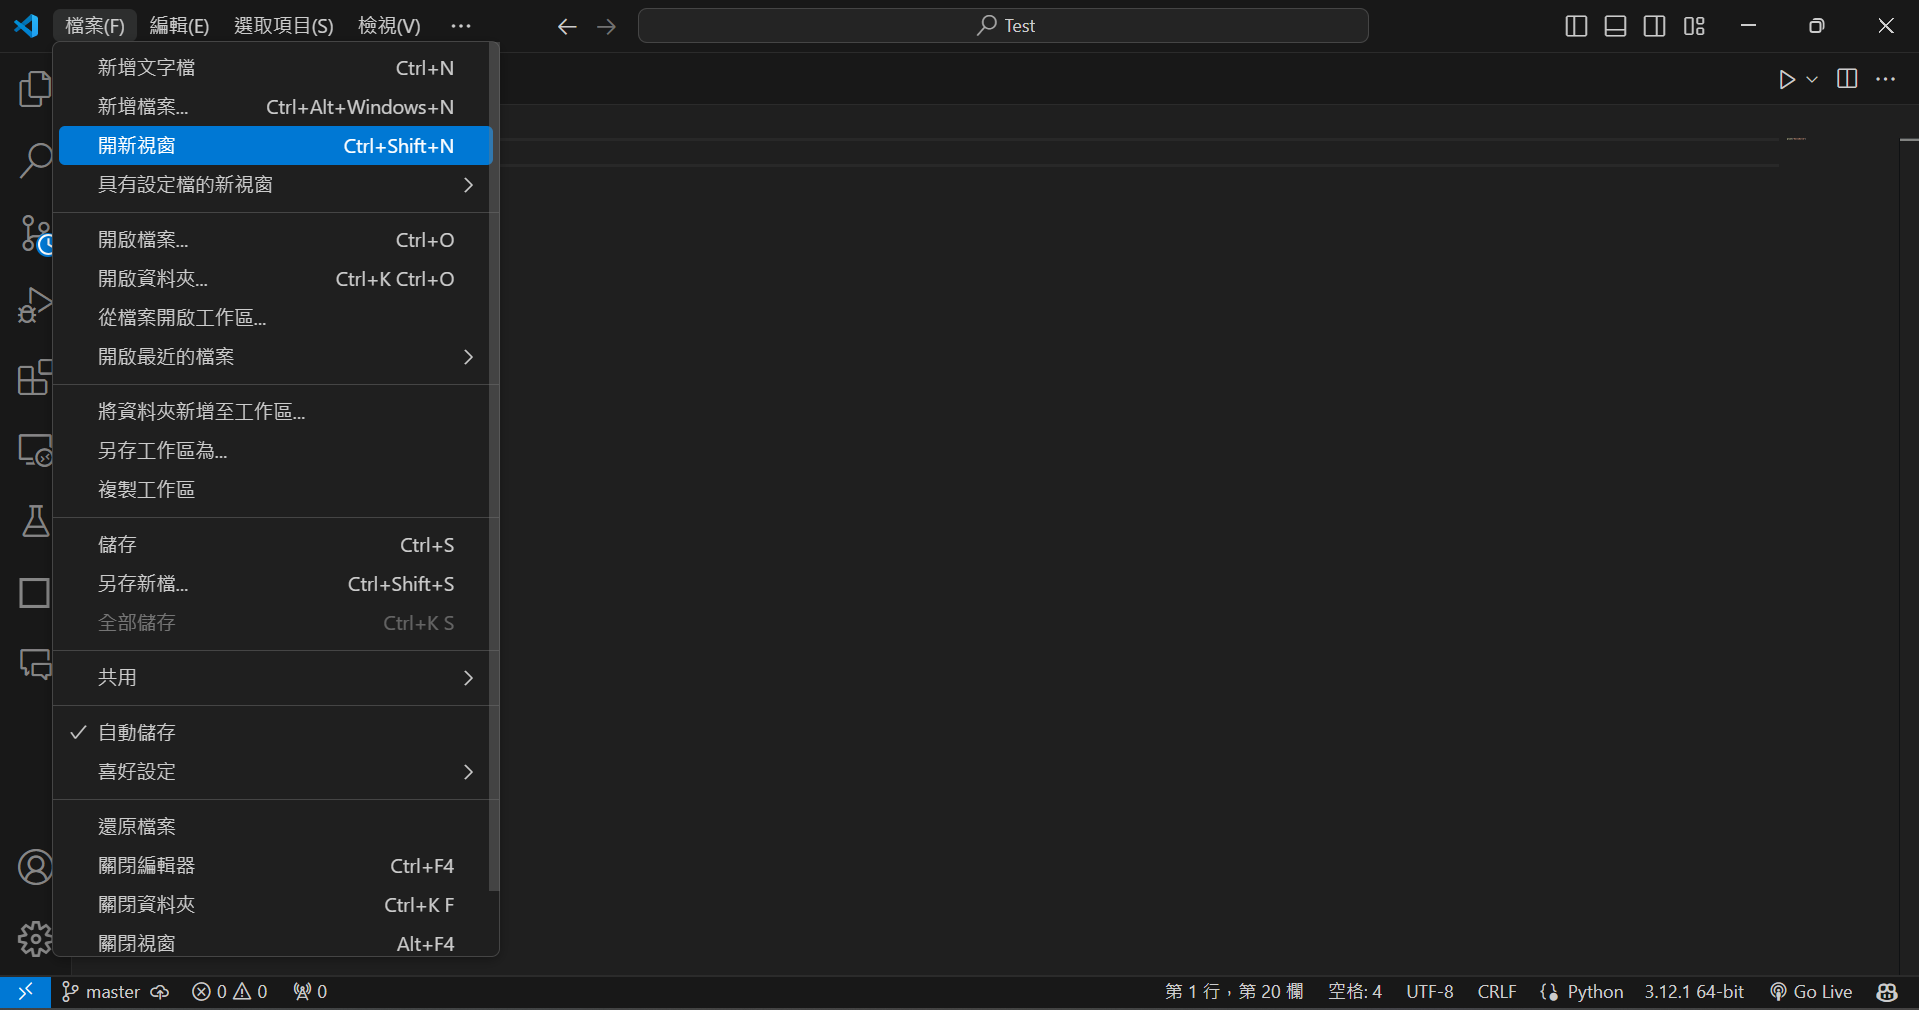 檔案(F) 編輯(E) 選取項目(S) 檢視(V) ··· Test
新增文字檔 Ctrl+N
新增檔案... Ctrl+Alt+Windows+N
開新視窗 Ctrl+Shift+N
具有設定檔的新視窗
開啟檔案... Ctrl+O
開啟資料夾... Ctrl+K Ctrl+O
從檔案開啟工作區...
開啟最近的檔案
將資料夾新增至工作區...
另存工作區為...
複製工作區
儲存 Ctrl+S
另存新檔... Ctrl+Shift+S
全部儲存 Ctrl+K S
共用
自動儲存
喜好設定
還原檔案
關閉編輯器 Ctrl+F4
關閉資料夾 Ctrl+K F
關閉視窗 Alt+F4
master 0 0 0 第 1 行，第 20 欄 空格: 4 UTF-8 CRLF Python 3.12.1 64-bit Go Live